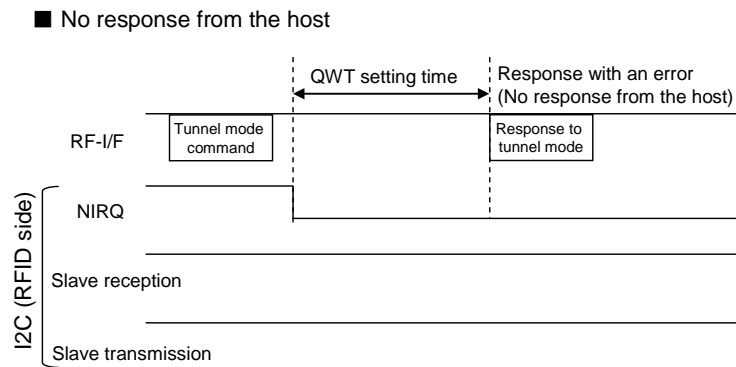 ■ No response from the host
QWT setting time
Response with an error
(No response from the host)
RF-I/F
Tunnel mode
command
Response to
tunnel mode
NIRQ
I2C (RFID side)
Slave reception
Slave transmission